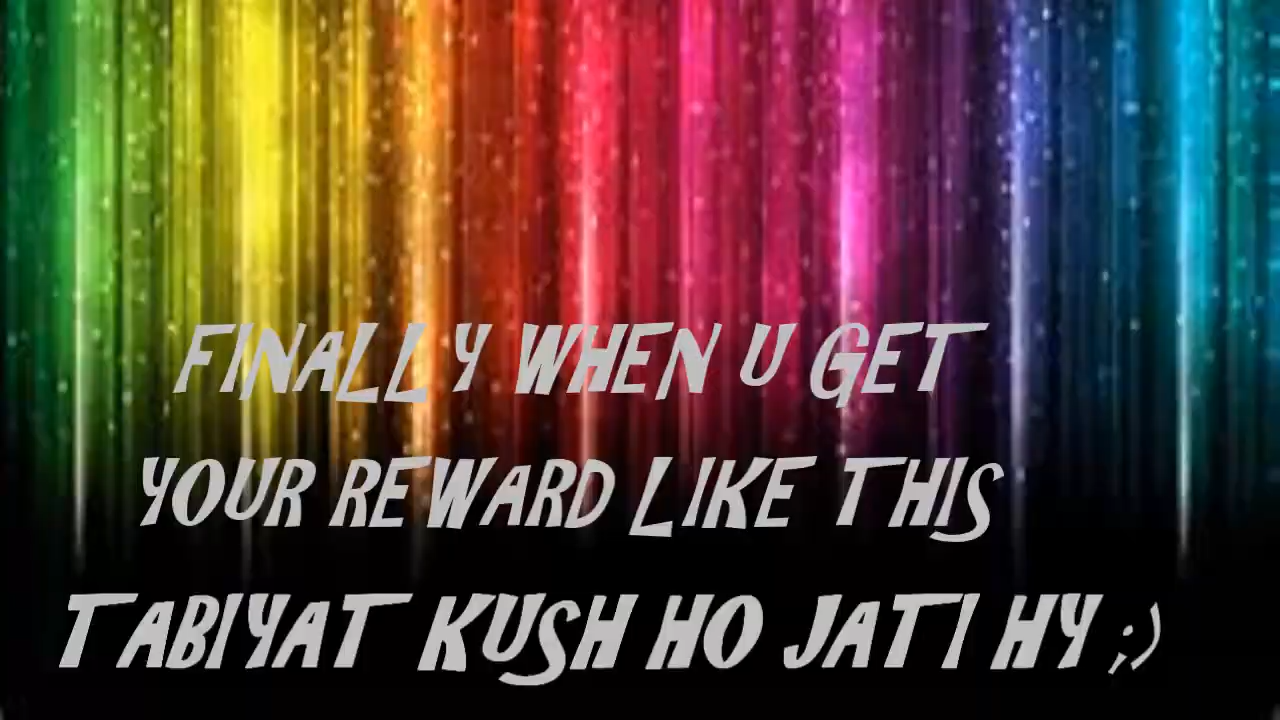 FINALLY WHEN U GET
YOUR REWARD LIKE THIS
TABIYAT KUSH HO JATI HY ;)